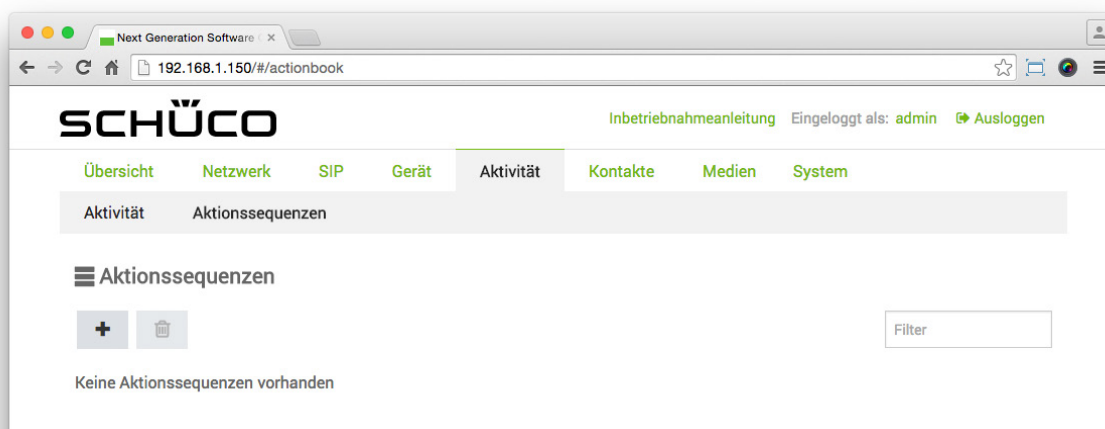 Next Generation Software
192.168.1.150/#/actionbook
SCHÜCO
Inbetriebnahmeanleitung Eingeloggt als: admin Ausloggen
Übersicht Netzwerk SIP Gerät Aktivität Kontakte Medien System
Aktivität Aktionssequenzen
Aktionssequenzen
Filter
Keine Aktionssequenzen vorhanden